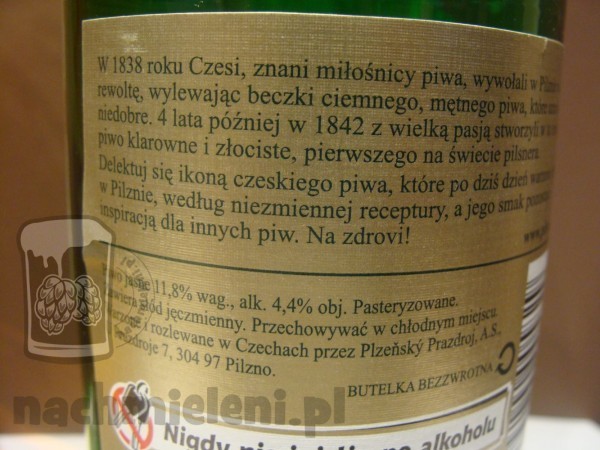 W 1838 roku Czesi, znani miłośnicy piwa, wywołali w
rewoltę, wylewając beczki ciemnego, mętnego piwa, które
niedobre. 4 lata później w 1842 z wielką pasją stworzyli w
piwo klarowne i złociste, pierwszego na świecie pilsnera.
Delektuj się ikoną czeskiego piwa, które po dziś dzień
w Pilznie, według niezmiennej receptury, a jego smak
inspiracją dla innych piw. Na zdrovi!
jasne 11,8% wag., alk. 4,4% obj. Pasteryzowane.
słód jęczmienny. Przechowywać w chłodnym miejscu.
i rozlewane w Czechach przez Plzeňský Prazdroj, A.S.,
7, 304 97 Pilzno.
BUTELKA BEZZWROTNA
nachmieleni.pl
Nigdy alkoholu